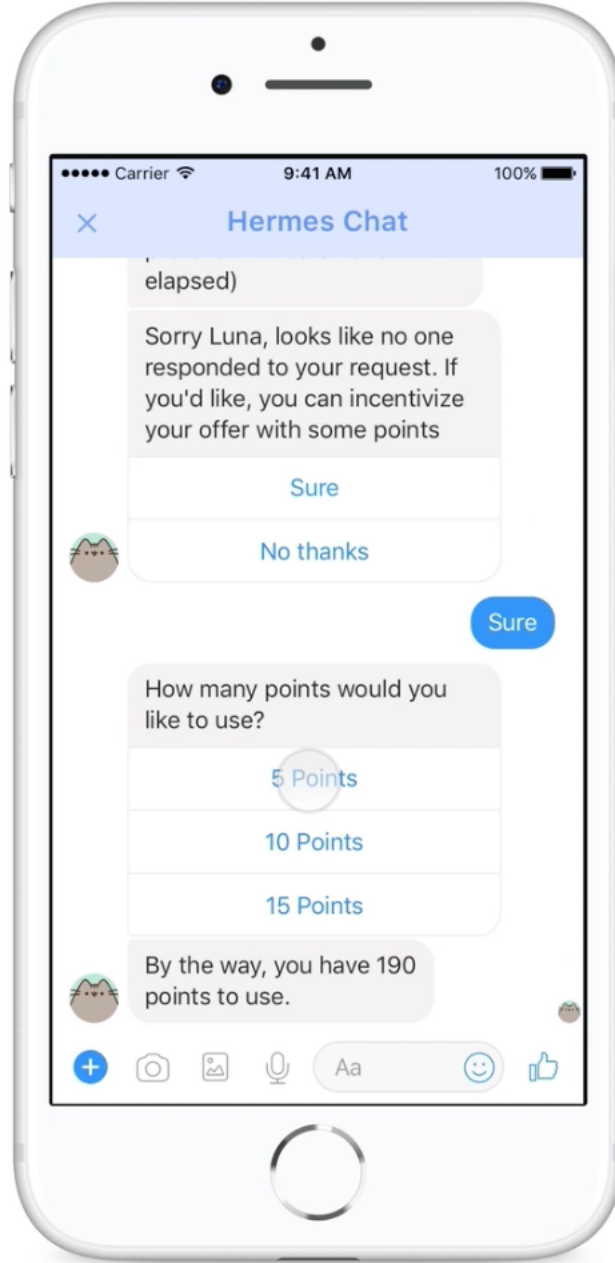 Carrier 9:41 AM 100%
Hermes Chat
elapsed)
Sorry Luna, looks like no one
responded to your request. If
you'd like, you can incentivize
your offer with some points
Sure
No thanks
Sure
How many points would you
like to use?
5 Points
10 Points
15 Points
By the way, you have 190
points to use.
Aa